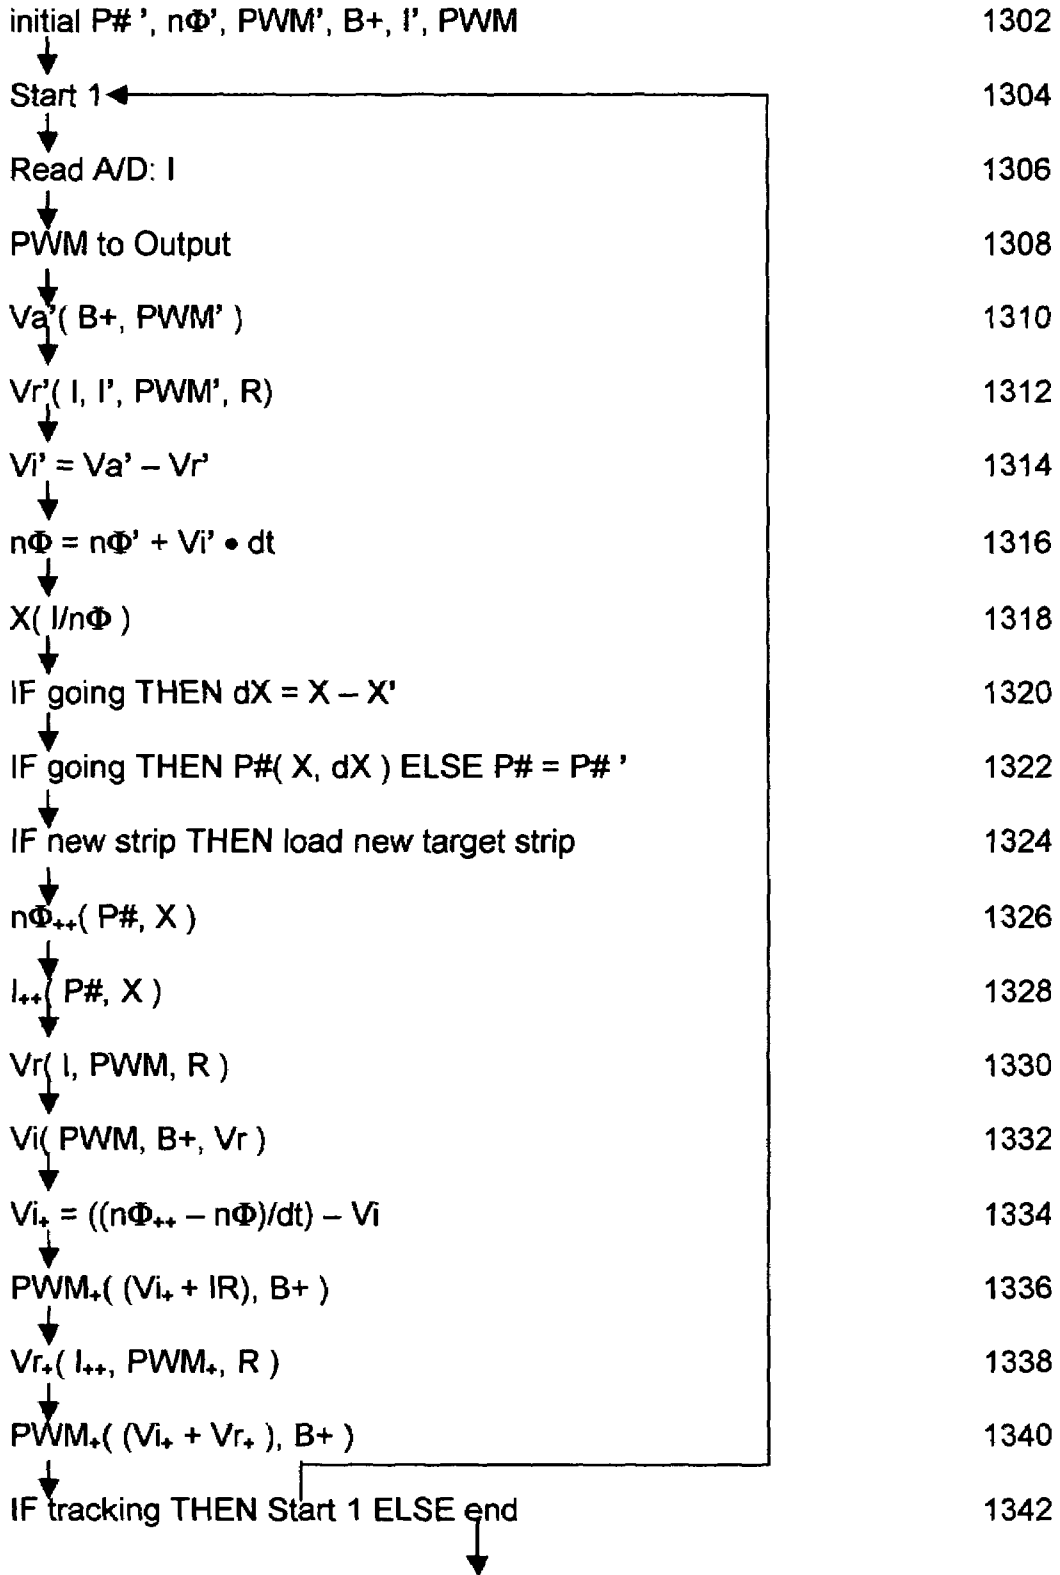 initial P# ', nΦ', PWM', B+, I', PWM 1302
Start 1 1304
Read A/D: I 1306
PWM to Output 1308
Va'( B+, PWM' ) 1310
Vr'( I, I', PWM', R) 1312
Vi' = Va' – Vr' 1314
nΦ = nΦ' + Vi' • dt 1316
X( I/nΦ ) 1318
IF going THEN dX = X – X' 1320
IF going THEN P#( X, dX ) ELSE P# = P# ' 1322
IF new strip THEN load new target strip 1324
nΦ₊₊( P#, X ) 1326
I₊₊( P#, X ) 1328
Vr( I, PWM, R ) 1330
Vi( PWM, B+, Vr ) 1332
Vi₊ = ((nΦ₊₊ – nΦ)/dt) – Vi 1334
PWM₊( (Vi₊ + IR), B+ ) 1336
Vr₊( I₊₊, PWM₊, R ) 1338
PWM₊( (Vi₊ + Vr₊ ), B+ ) 1340
IF tracking THEN Start 1 ELSE end 1342